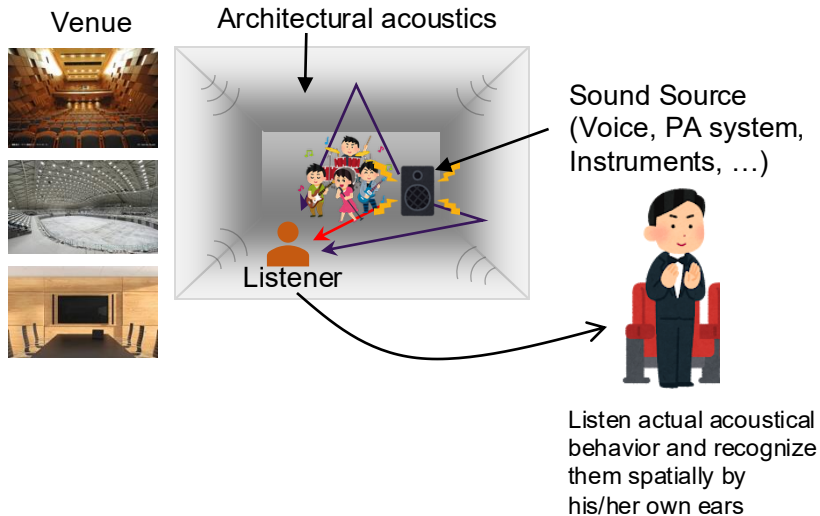 Venue
Architectural acoustics
Sound Source
(Voice, PA system,
Instruments, …)
Listener
Listen actual acoustical
behavior and recognize
them spatially by
his/her own ears